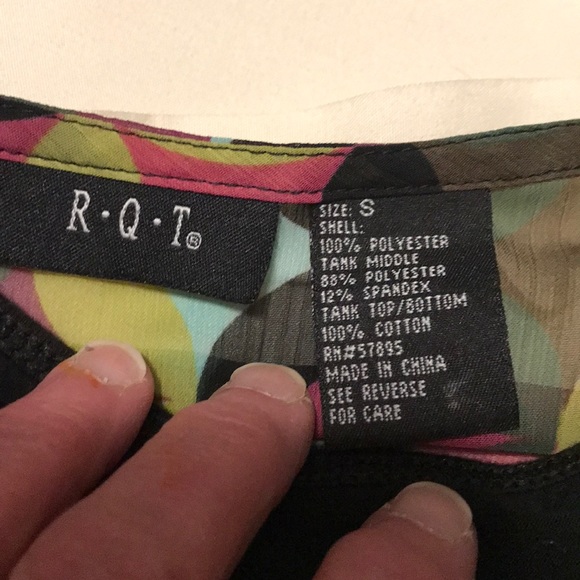 R·Q·T®
SIZE: S
SHELL:
100% POLYESTER
TANK MIDDLE
88% POLYESTER
12% SPANDEX
TANK TOP/BOTTOM
100% COTTON
RN#57895
MADE IN CHINA
SEE REVERSE
FOR CARE